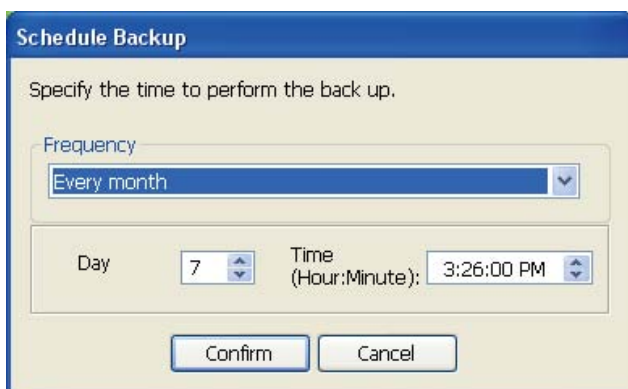 Schedule Backup
Specify the time to perform the back up.
Frequency
Every month
Day
7
Time
(Hour:Minute):
3:26:00 PM
Confirm
Cancel